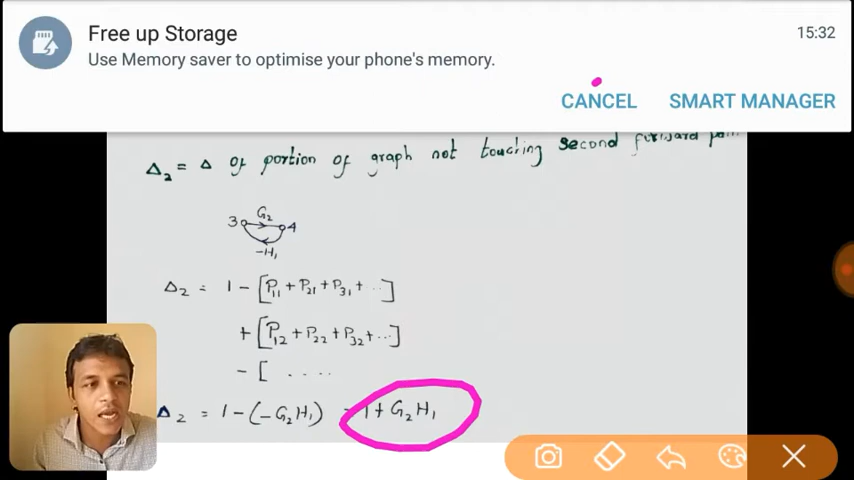 Free up Storage
15:32
Use Memory saver to optimise your phone's memory.
CANCEL SMART MANAGER
Δ₂ = Δ of portion of graph not touching second forward
3 G₂ 4
-H₁
Δ₂ = 1 - [P₁₁ + P₂₁ + P₃₁ + ..]
+ [P₁₂ + P₂₂ + P₃₂ + ...]
- [ ....
Δ₂ = 1 - (-G₂H₁) = 1 + G₂H₁